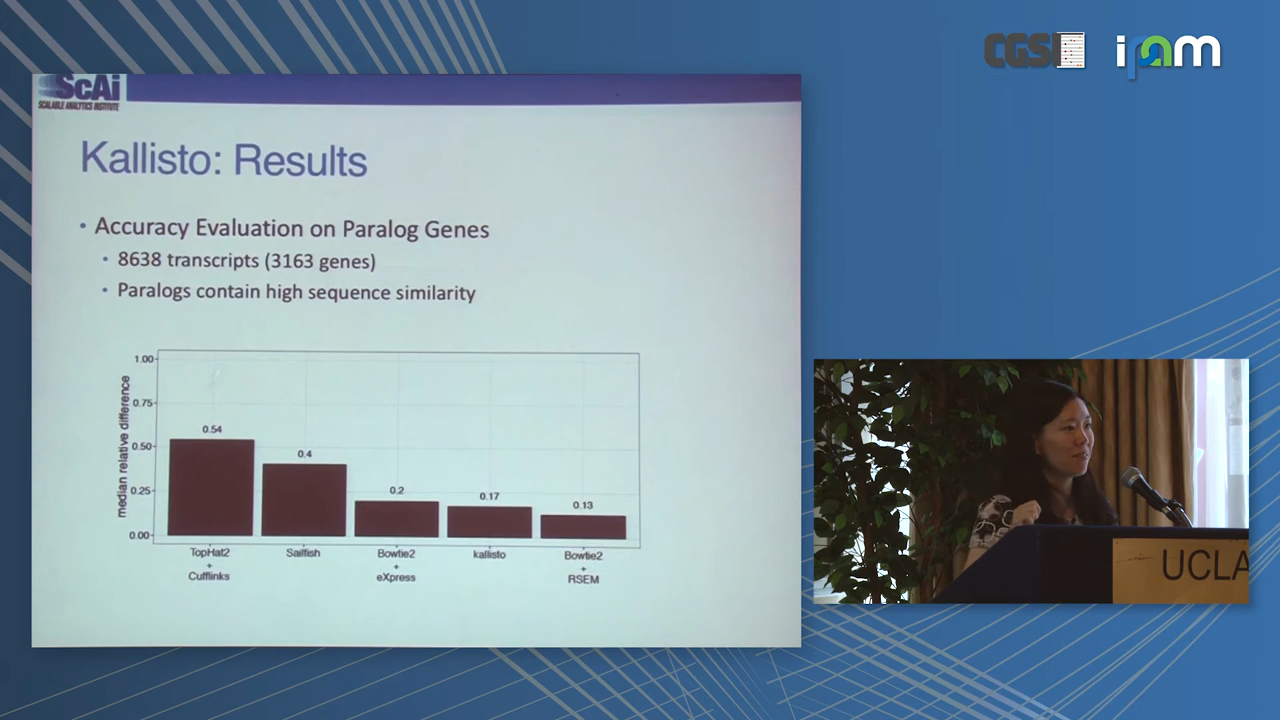 CGSI
ipam
ScAi
SCALABLE ANALYTICS INSTITUTE
Kallisto: Results
• Accuracy Evaluation on Paralog Genes
• 8638 transcripts (3163 genes)
• Paralogs contain high sequence similarity
median relative difference
1.00
0.75
0.50
0.25
0.00
0.54
0.4
0.2
0.17
0.13
TopHat2
+
Cufflinks
Sailfish
Bowtie2
+
eXpress
kallisto
Bowtie2
+
RSEM
UCLA